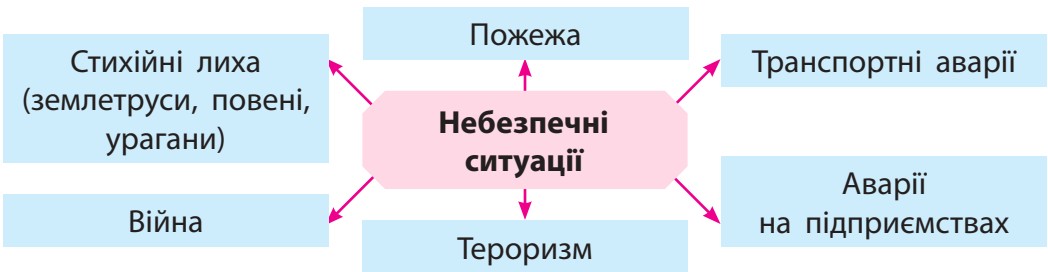 Пожежа
Стихійні лиха
(землетруси, повені,
урагани)
Транспортні аварії
Небезпечні
ситуації
Війна
Тероризм
Аварії
на підприємствах